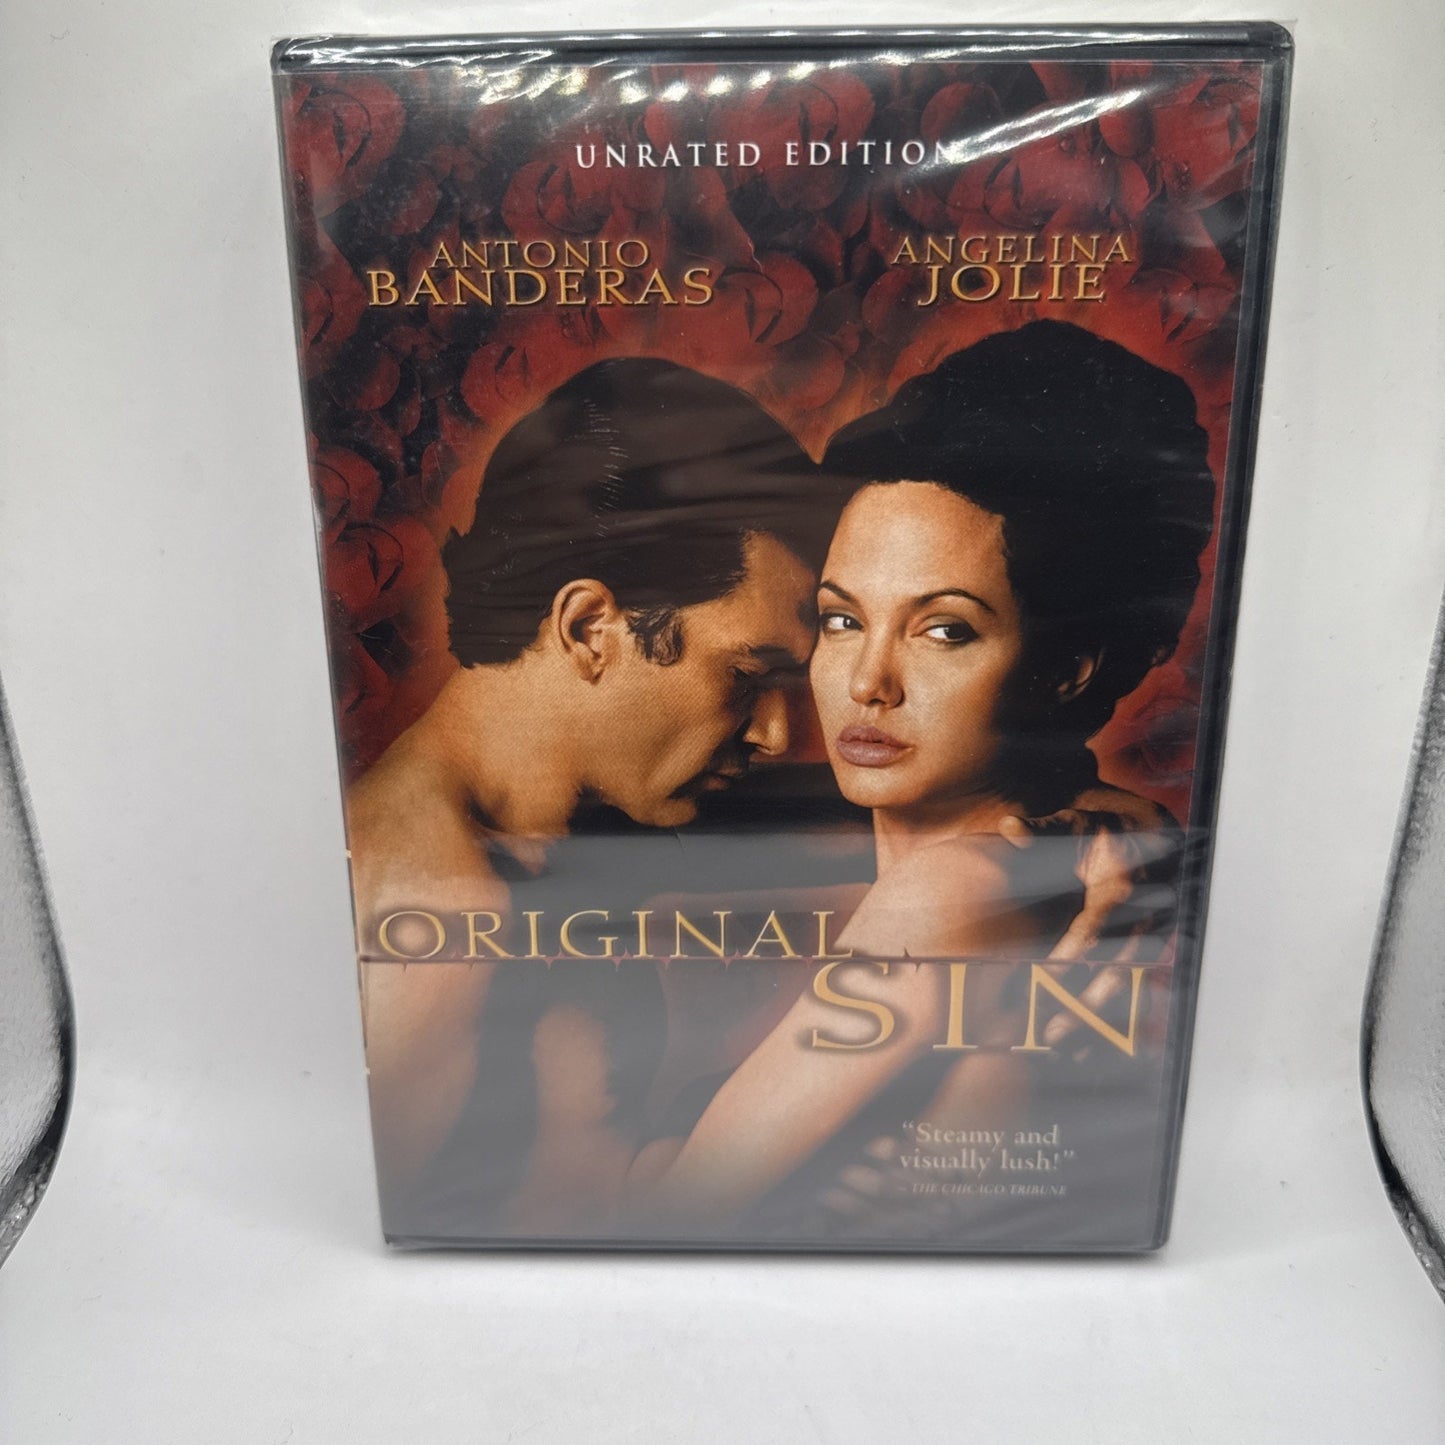 UNRATED EDITION
ANTONIO
BANDERAS
ANGELINA
JOLIE
ORIGINAL
SIN
“Steamy and
visually lush!”
– THE CHICAGO TRIBUNE